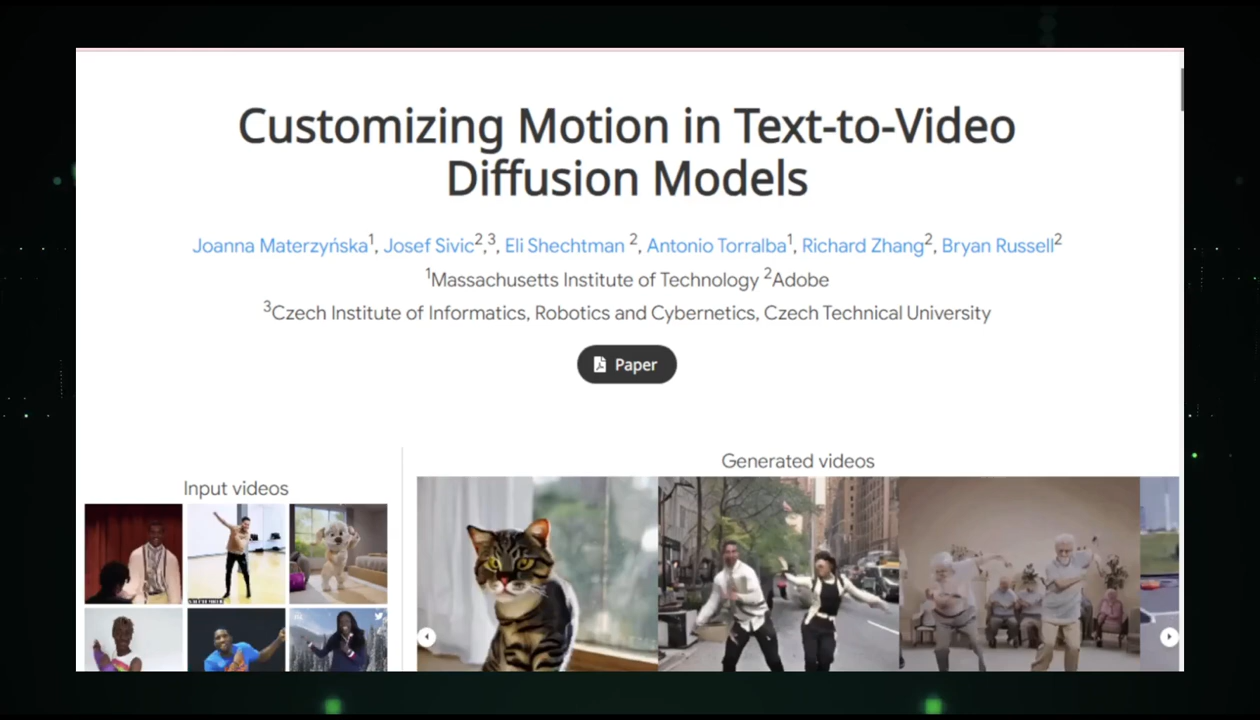 Customizing Motion in Text-to-Video
Diffusion Models
Joanna Materzyńska¹, Josef Sivic²,³, Eli Shechtman ², Antonio Torralba¹, Richard Zhang², Bryan Russell²
¹Massachusetts Institute of Technology ²Adobe
³Czech Institute of Informatics, Robotics and Cybernetics, Czech Technical University
Paper
Generated videos
Input videos